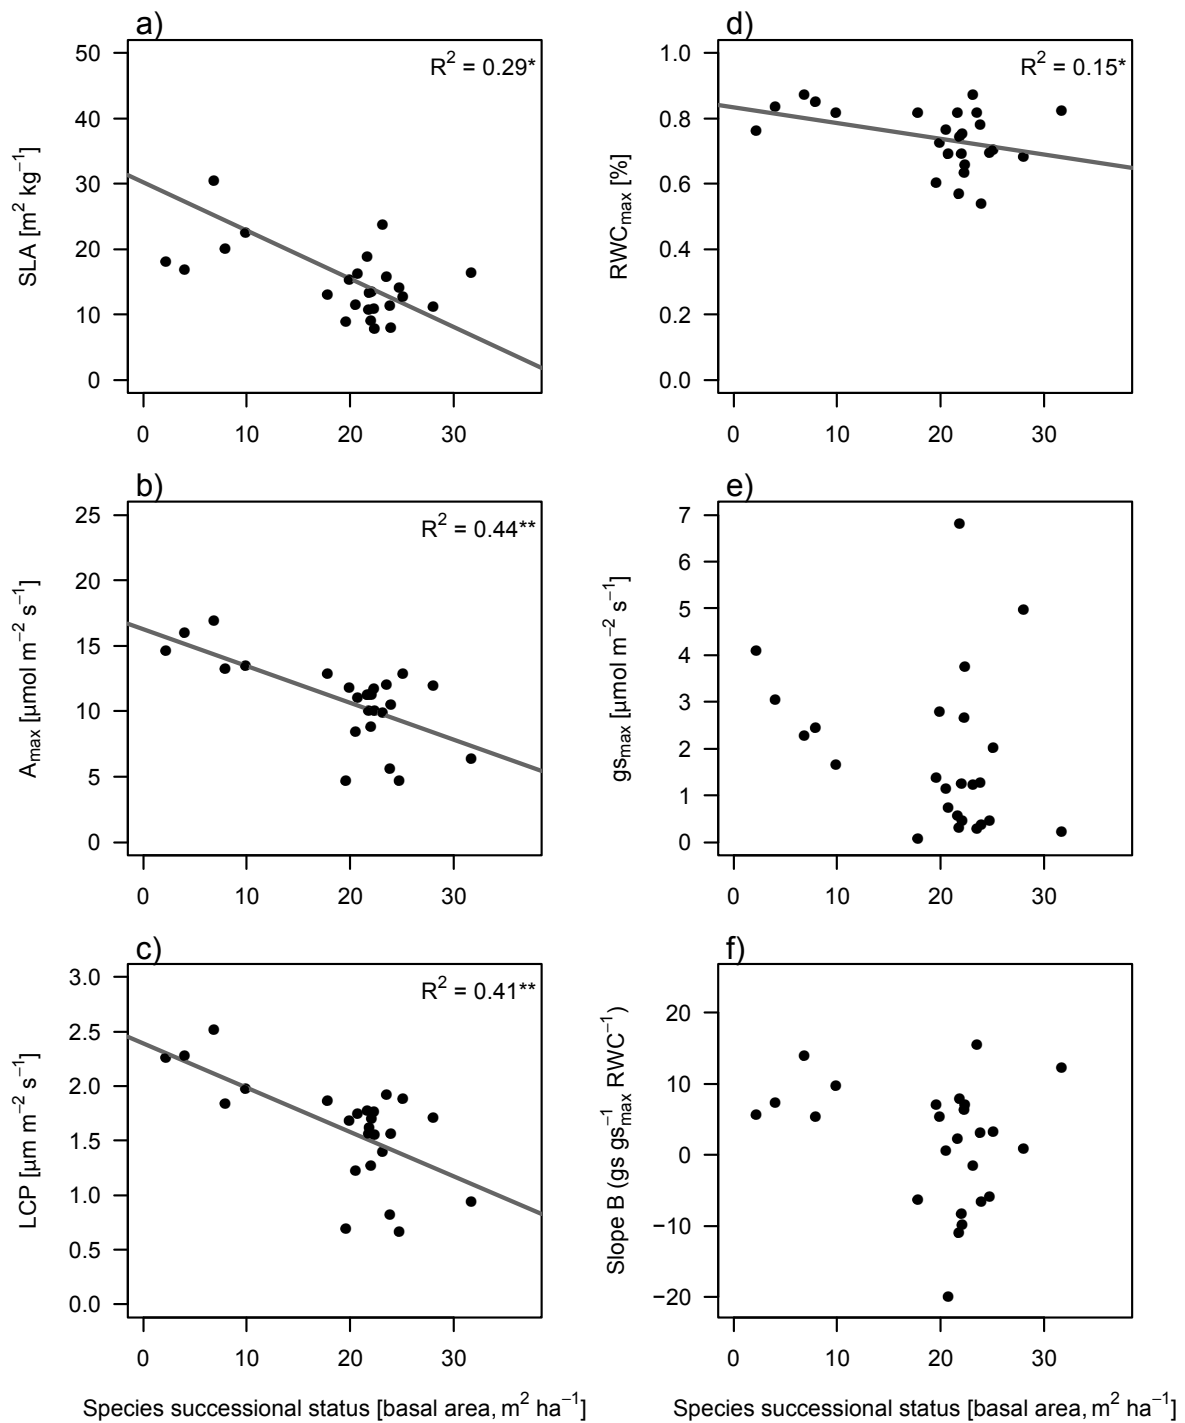 a)
R² = 0.29*
SLA [m² kg⁻¹]
50
40
30
20
10
0
0 10 20 30
d)
R² = 0.15*
RWCmax [%]
1.0
0.8
0.6
0.4
0.2
0.0
0 10 20 30
b)
R² = 0.44**
Amax [µmol m⁻² s⁻¹]
25
20
15
10
5
0
0 10 20 30
e)
gsmax [µmol m⁻² s⁻¹]
7
6
5
4
3
2
1
0
0 10 20 30
c)
R² = 0.41**
LCP [µm m⁻² s⁻¹]
3.0
2.5
2.0
1.5
1.0
0.5
0.0
0 10 20 30
Species successional status [basal area, m² ha⁻¹]
f)
Slope B (gs gsmax⁻¹ RWC⁻¹)
20
10
0
−10
−20
0 10 20 30
Species successional status [basal area, m² ha⁻¹]